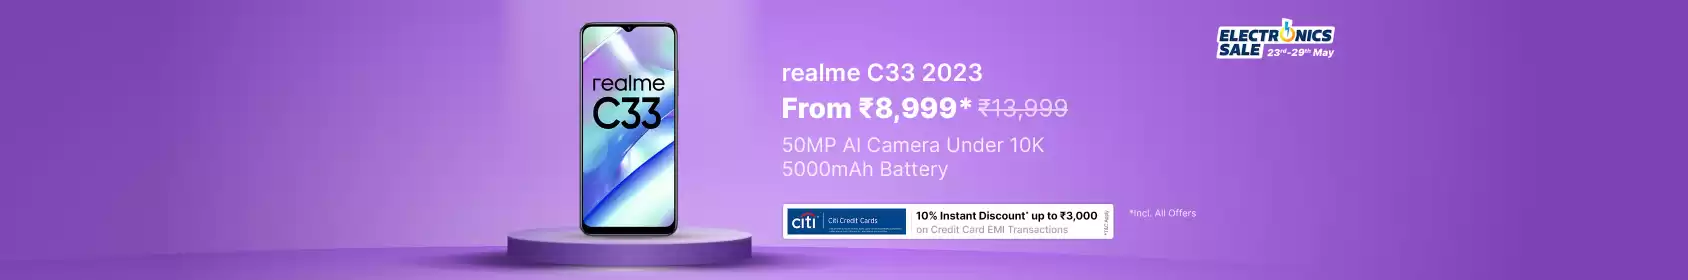 ELECTRONICS
SALE 23rd-29th May
realme
C33
realme C33 2023
From ₹8,999* ₹13,999
50MP AI Camera Under 10K
5000mAh Battery
citi Citi Credit Cards
10% Instant Discount* up to ₹3,000
on Credit Card EMI Transactions
*T&C Apply
*Incl. All Offers